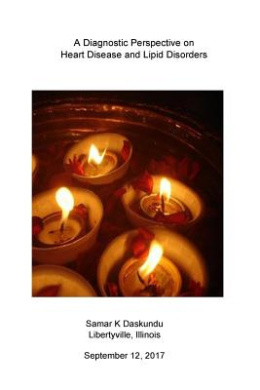 A Diagnostic Perspective on
Heart Disease and Lipid Disorders
Samar K Daskundu
Libertyville, Illinois
September 12, 2017